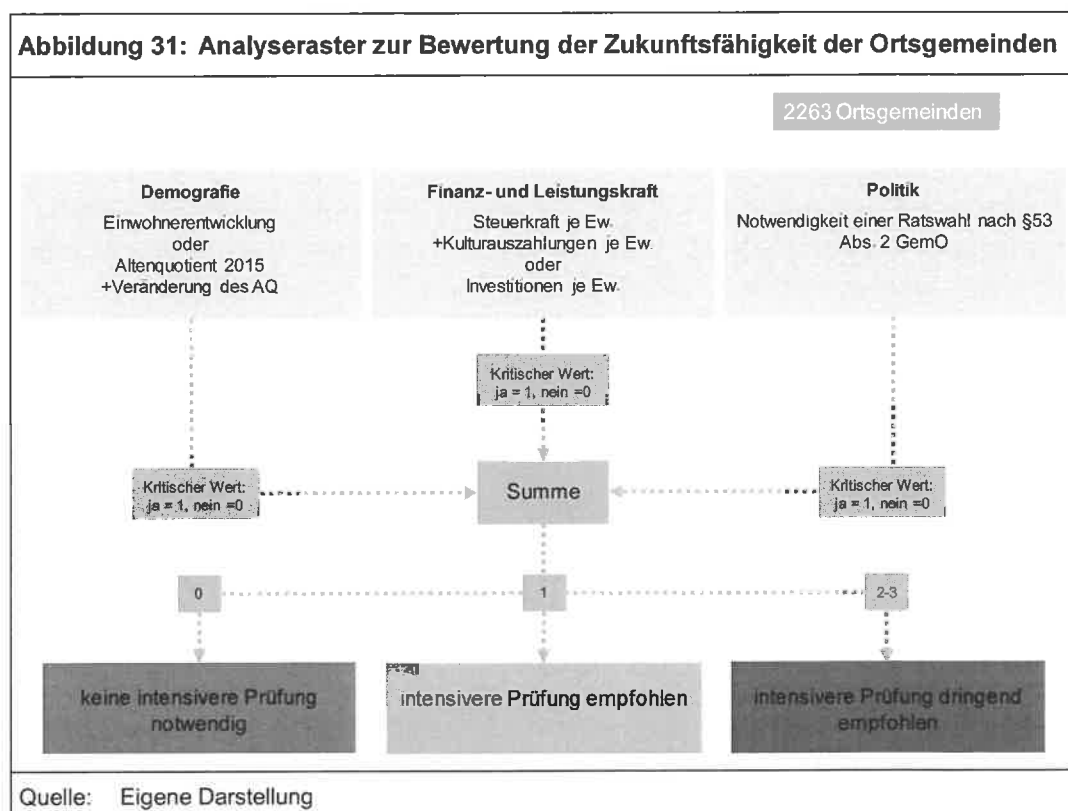 Abbildung 31: Analyseraster zur Bewertung der Zukunftsfähigkeit der Ortsgemeinden
2263 Ortsgemeinden
Demografie
Einwohnerentwicklung
oder
Altenquotient 2015
+Veränderung des AQ
Finanz- und Leistungskraft
Steuerkraft je Ew.
+Kulturauszahlungen je Ew.
oder
Investitionen je Ew.
Politik
Notwendigkeit einer Ratswahl nach §53
Abs. 2 GemO
Kritischer Wert:
ja = 1, nein =0
Kritischer Wert:
ja = 1, nein =0
Summe
Kritischer Wert:
ja = 1, nein =0
0
1
2-3
keine intensivere Prüfung
notwendig
intensivere Prüfung empfohlen
intensivere Prüfung dringend
empfohlen
Quelle: Eigene Darstellung